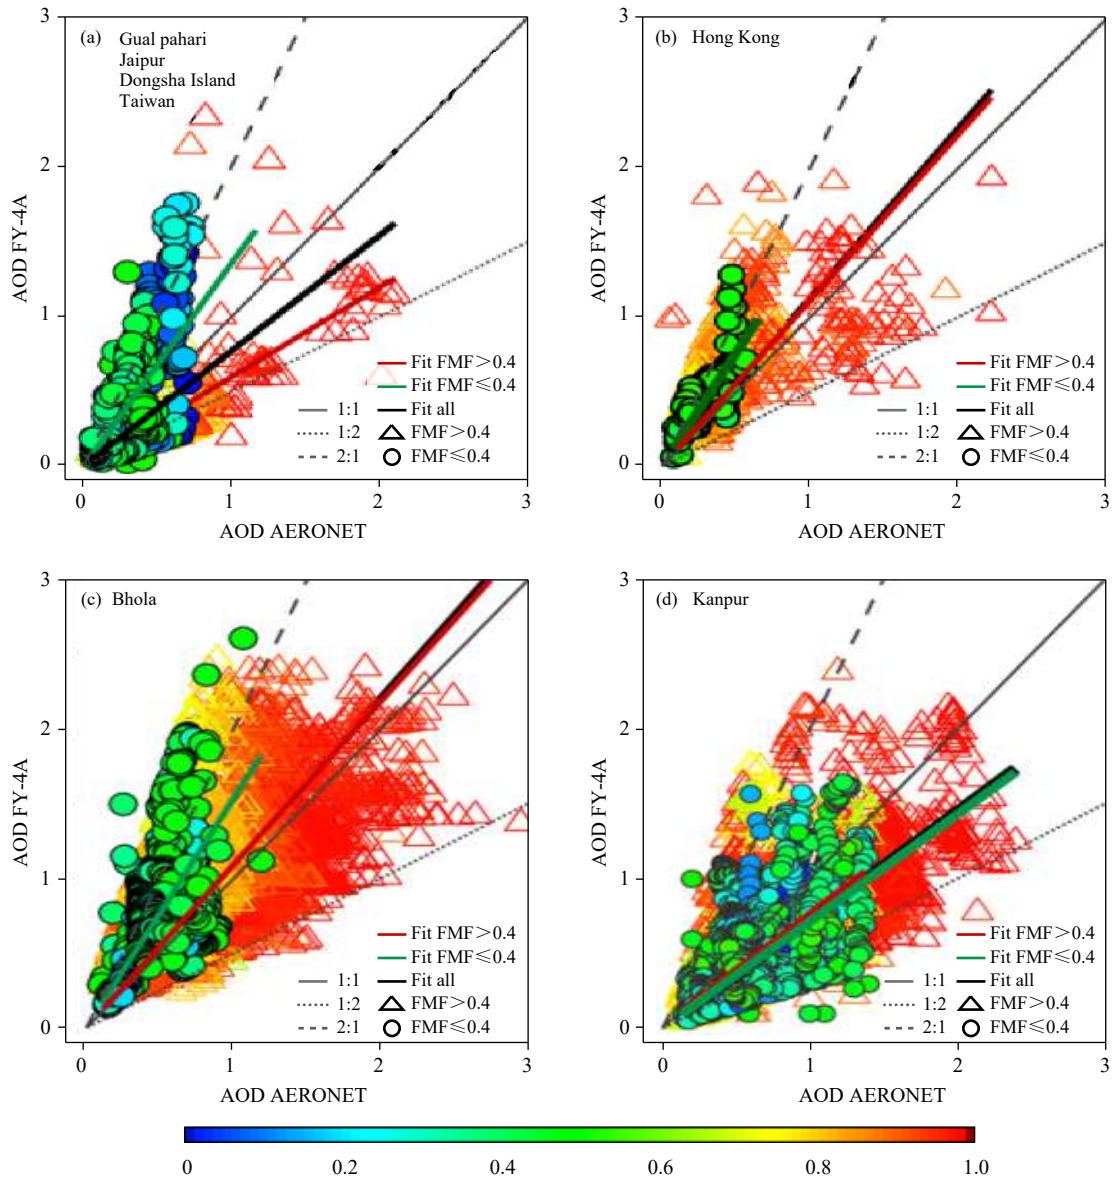 (a) Gual pahari
Jaipur
Dongsha Island
Taiwan
3
2
1
0
AOD FY-4A
Fit FMF>0.4
Fit FMF≤0.4
1:1 Fit all
1:2 FMF>0.4
2:1 FMF≤0.4
0 1 2 3
AOD AERONET
(b) Hong Kong
3
2
1
0
AOD FY-4A
Fit FMF>0.4
Fit FMF≤0.4
1:1 Fit all
1:2 FMF>0.4
2:1 FMF≤0.4
0 1 2 3
AOD AERONET
(c) Bhola
3
2
1
0
AOD FY-4A
Fit FMF>0.4
Fit FMF≤0.4
1:1 Fit all
1:2 FMF>0.4
2:1 FMF≤0.4
0 1 2 3
AOD AERONET
(d) Kanpur
3
2
1
0
AOD FY-4A
Fit FMF>0.4
Fit FMF≤0.4
1:1 Fit all
1:2 FMF>0.4
2:1 FMF≤0.4
0 1 2 3
AOD AERONET
0 0.2 0.4 0.6 0.8 1.0